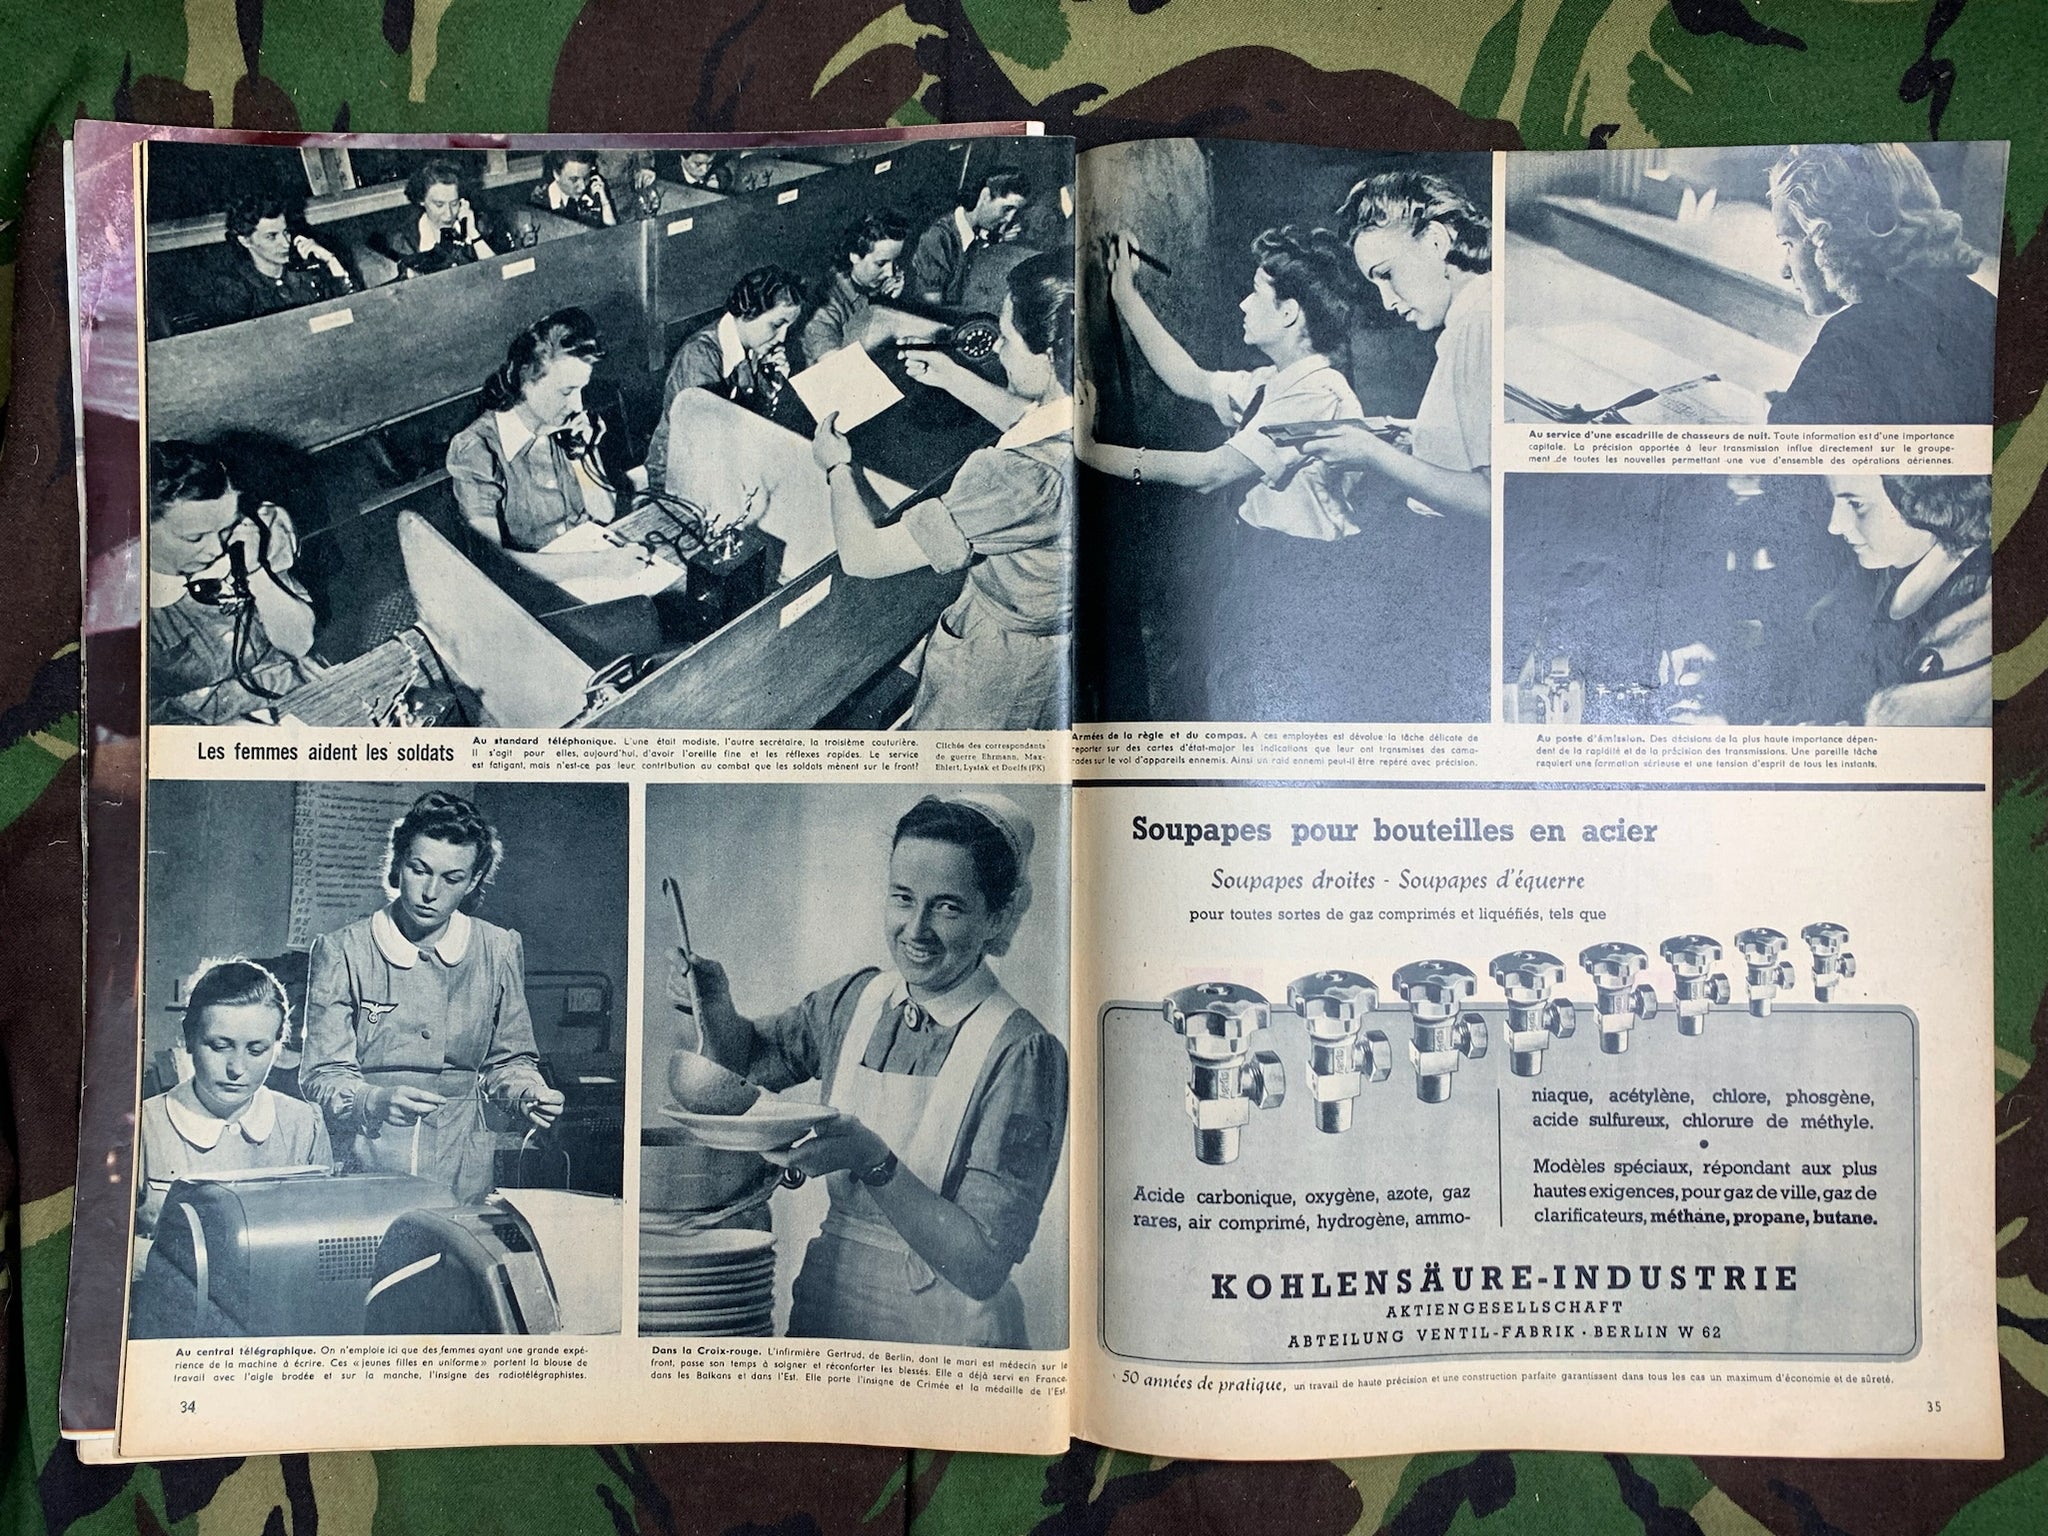 Les femmes aident les soldats
Au standard téléphonique. L'une était modiste, l'autre secrétaire, la troisième couturière.
Il s'agit pour elles, aujourd'hui, d'avoir l'oreille fine et les réflexes rapides. Le service
est fatigant, mais n'est-ce pas leur contribution au combat que les soldats mènent sur le front?
Clichés des correspondants
de guerre Ehrmann, Max-
Ehlert, Lysiak et Doelfs (PK)
Au central télégraphique. On n'emploie ici que des femmes ayant une grande expé-
rience de la machine à écrire. Ces « jeunes filles en uniforme » portent la blouse de
travail avec l'aigle brodée et sur la manche, l'insigne des radiotélégraphistes.
Dans la Croix-rouge. L'infirmière Gertrud, de Berlin, dont le mari est médecin sur le
front, passe son temps à soigner et réconforter les blessés. Elle a déjà servi en France,
dans les Balkans et dans l'Est. Elle porte l'insigne de Crimée et la médaille de l'Est.
34
Au service d'une escadrille de chasseurs de nuit. Toute information est d'une importance
capitale. La précision apportée à leur transmission influe directement sur le groupe-
ment de toutes les nouvelles permettant une vue d'ensemble des opérations aériennes.
Armées de la règle et du compas. A ces employées est dévolue la tâche délicate de
reporter sur des cartes d'état-major les indications que leur ont transmises des cama-
rades sur le vol d'appareils ennemis. Ainsi un raid ennemi peut-il être repéré avec précision.
Au poste d'émission. Des décisions de la plus haute importance dépen-
dent de la rapidité et de la précision des transmissions. Une pareille tâche
requiert une formation sérieuse et une tension d'esprit de tous les instants.
Soupapes pour bouteilles en acier
Soupapes droites - Soupapes d'équerre
pour toutes sortes de gaz comprimés et liquéfiés, tels que
Acide carbonique, oxygène, azote, gaz
rares, air comprimé, hydrogène, ammo-
niaque, acétylène, chlore, phosgène,
acide sulfureux, chlorure de méthyle.
•
Modèles spéciaux, répondant aux plus
hautes exigences, pour gaz de ville, gaz de
clarificateurs, méthane, propane, butane.
KOHLENSÄURE-INDUSTRIE
AKTIENGESELLSCHAFT
ABTEILUNG VENTIL-FABRIK · BERLIN W 62
50 années de pratique, un travail de haute précision et une construction parfaite garantissent dans tous les cas un maximum d'économie et de sûreté.
35